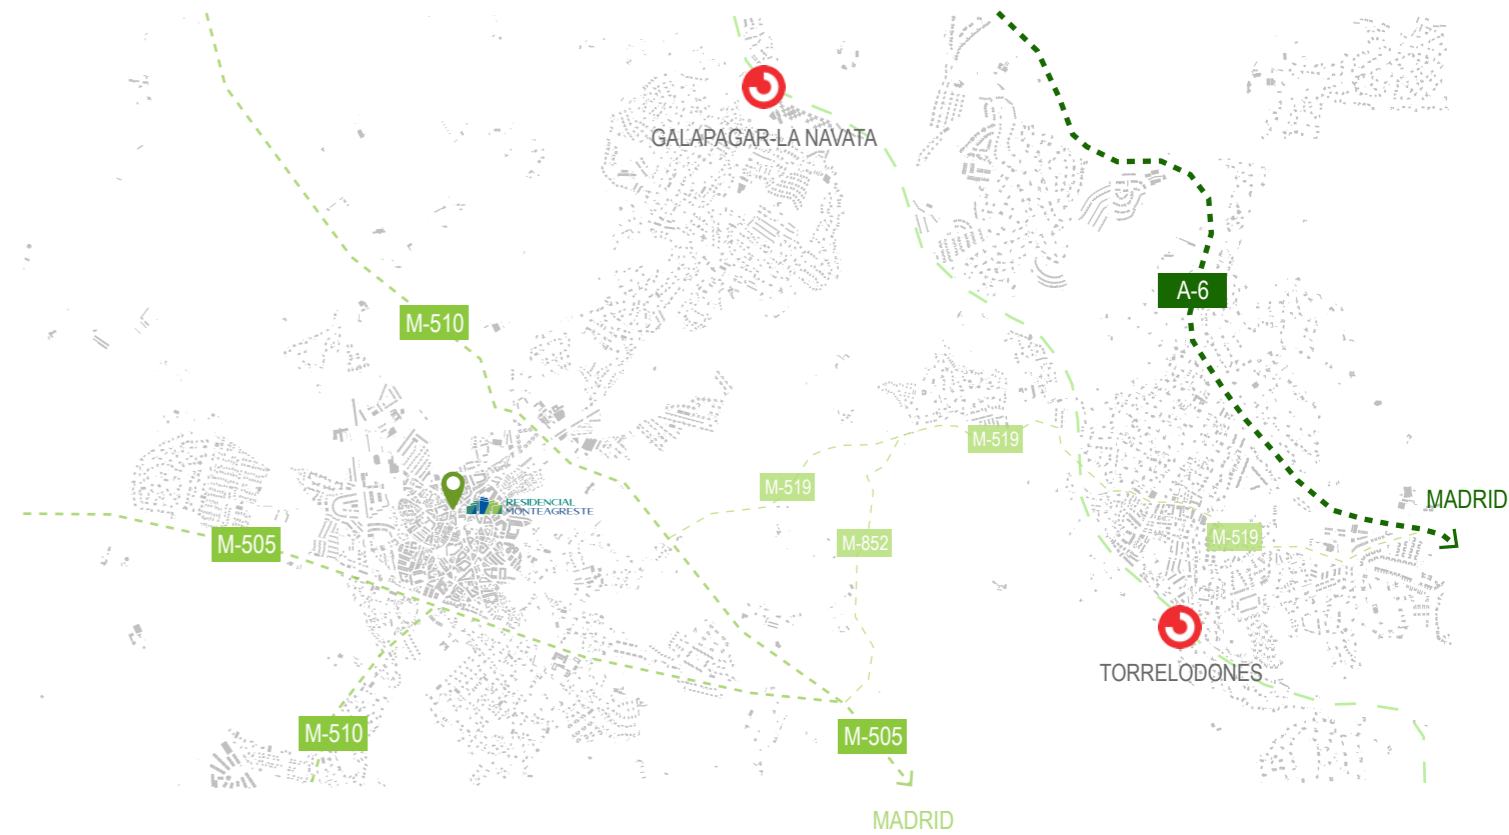 GALAPAGAR-LA NAVATA
A-6
M-510
M-519
M-519
RESIDENCIAL
MONTEAGRESTE
MADRID
M-505
M-852
M-519
TORRELODONES
M-510
M-505
MADRID